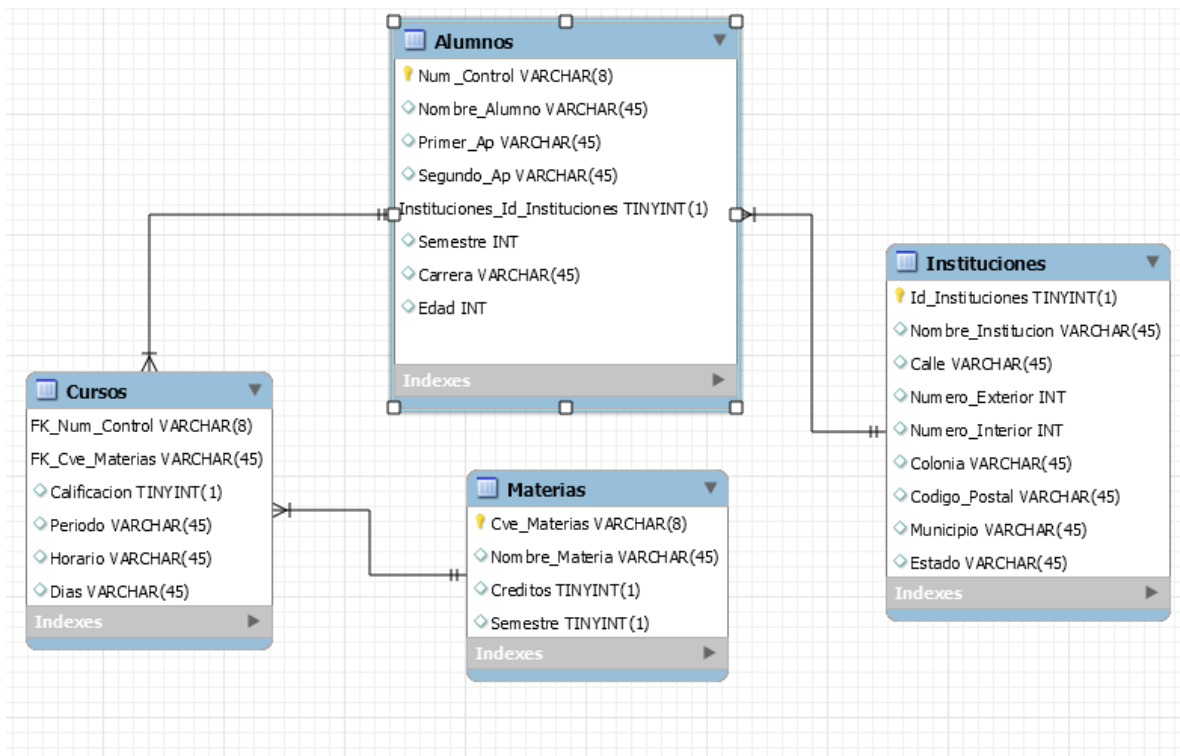 Alumnos
Num_Control VARCHAR(8)
Nombre_Alumno VARCHAR(45)
Primer_Ap VARCHAR(45)
Segundo_Ap VARCHAR(45)
Instituciones_Id_Instituciones TINYINT(1)
Semestre INT
Carrera VARCHAR(45)
Edad INT
Indexes
Instituciones
Id_Instituciones TINYINT(1)
Nombre_Institucion VARCHAR(45)
Calle VARCHAR(45)
Numero_Exterior INT
Numero_Interior INT
Colonia VARCHAR(45)
Codigo_Postal VARCHAR(45)
Municipio VARCHAR(45)
Estado VARCHAR(45)
Indexes
Cursos
FK_Num_Control VARCHAR(8)
FK_Cve_Materias VARCHAR(45)
Calificacion TINYINT(1)
Periodo VARCHAR(45)
Horario VARCHAR(45)
Dias VARCHAR(45)
Indexes
Materias
Cve_Materias VARCHAR(8)
Nombre_Materia VARCHAR(45)
Creditos TINYINT(1)
Semestre TINYINT(1)
Indexes